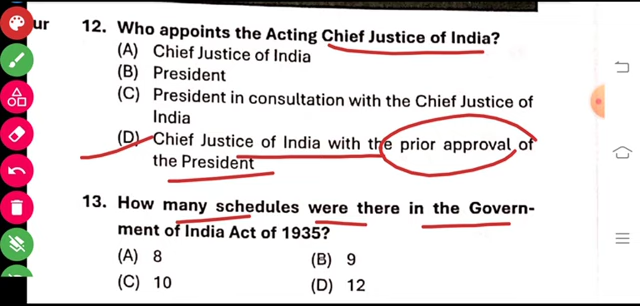 ur
12. Who appoints the Acting Chief Justice of India?
(A) Chief Justice of India
(B) President
(C) President in consultation with the Chief Justice of
India
(D) Chief Justice of India with the prior approval of
the President
13. How many schedules were there in the Govern-
ment of India Act of 1935?
(A) 8
(B) 9
(C) 10
(D) 12